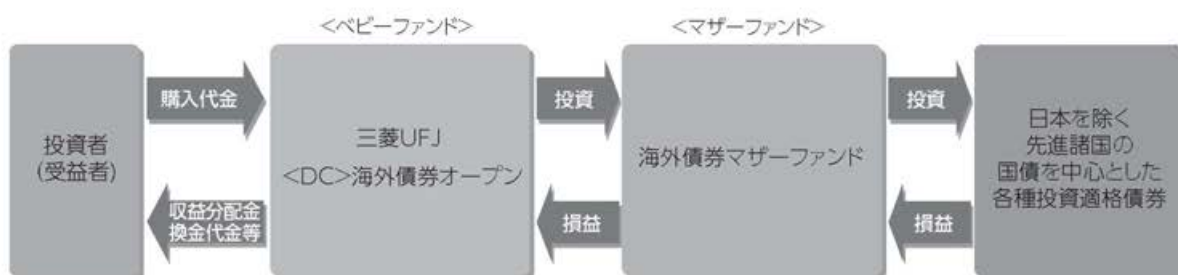 ＜ベビーファンド＞
＜マザーファンド＞
投資者
(受益者)
購入代金
収益分配金
換金代金等
三菱UFJ
＜DC＞海外債券オープン
投資
損益
海外債券マザーファンド
投資
損益
日本を除く
先進諸国の
国債を中心とした
各種投資適格債券